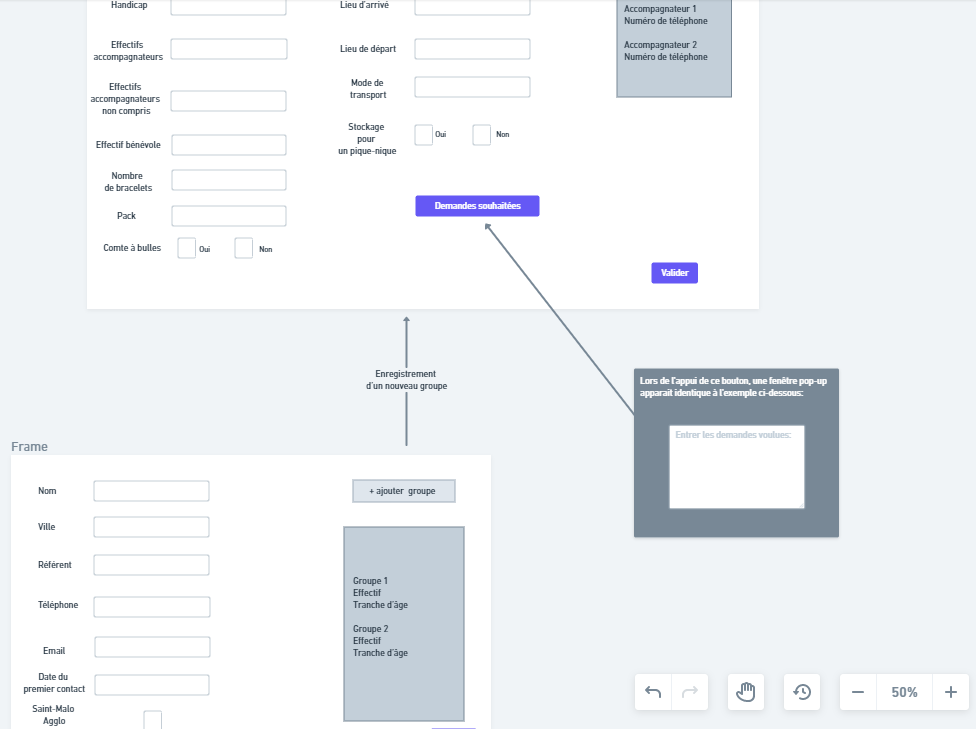 Handicap
Effectifs
accompagnateurs
Effectifs
accompagnateurs
non compris
Effectif bénévole
Nombre
de bracelets
Pack
Comte à bulles
Oui
Non
Lieu d'arrivé
Lieu de départ
Mode de
transport
Stockage
pour
un pique-nique
Oui
Non
Demandes souhaitées
Accompagnateur 1
Numéro de téléphone
Accompagnateur 2
Numéro de téléphone
Valider
Enregistrement
d'un nouveau groupe
Lors de l'appui de ce bouton, une fenêtre pop-up
apparait identique à l'exemple ci-dessous:
Entrer les demandes voulues:
Frame
Nom
Ville
Référent
Téléphone
Email
Date du
premier contact
Saint-Malo
Agglo
+ ajouter groupe
Groupe 1
Effectif
Tranche d'âge
Groupe 2
Effectif
Tranche d'âge
50%